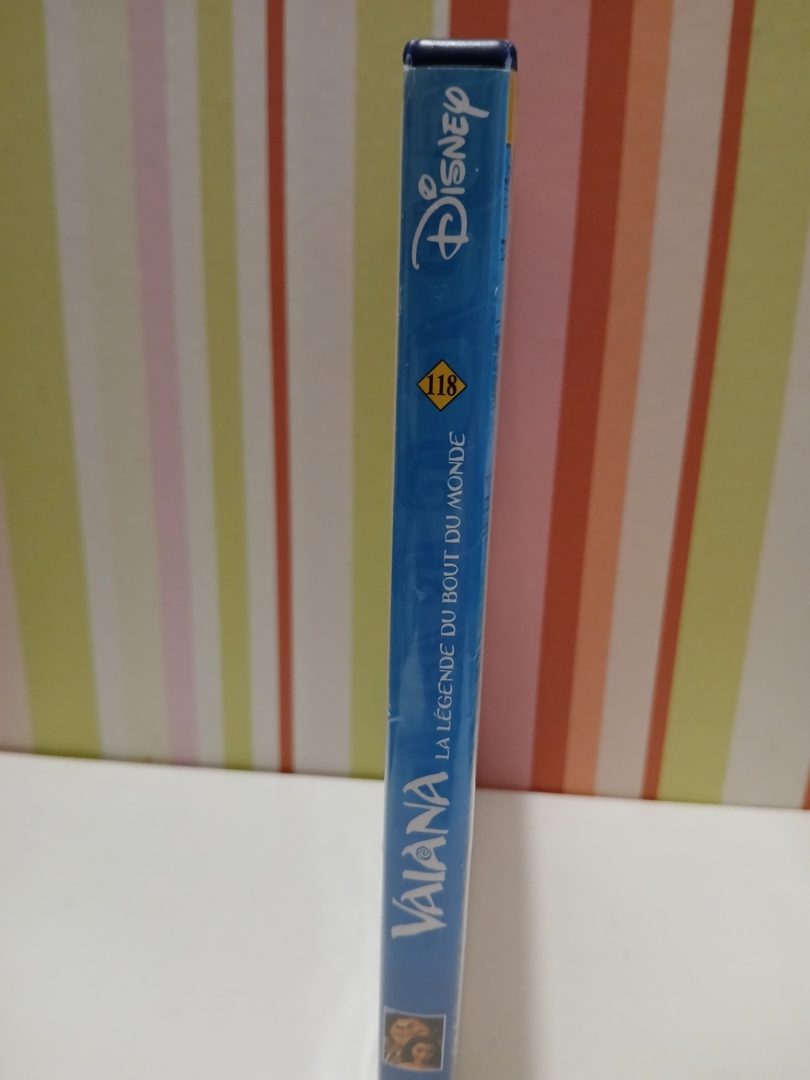 VAIANA LA LÉGENDE DU BOUT DU MONDE
118
DISNEY